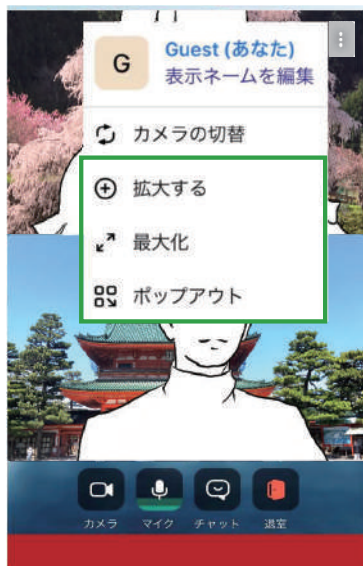 G
Guest (あなた)
表示ネームを編集
カメラの切替
拡大する
最大化
ポップアウト
カメラ
マイク
チャット
退室